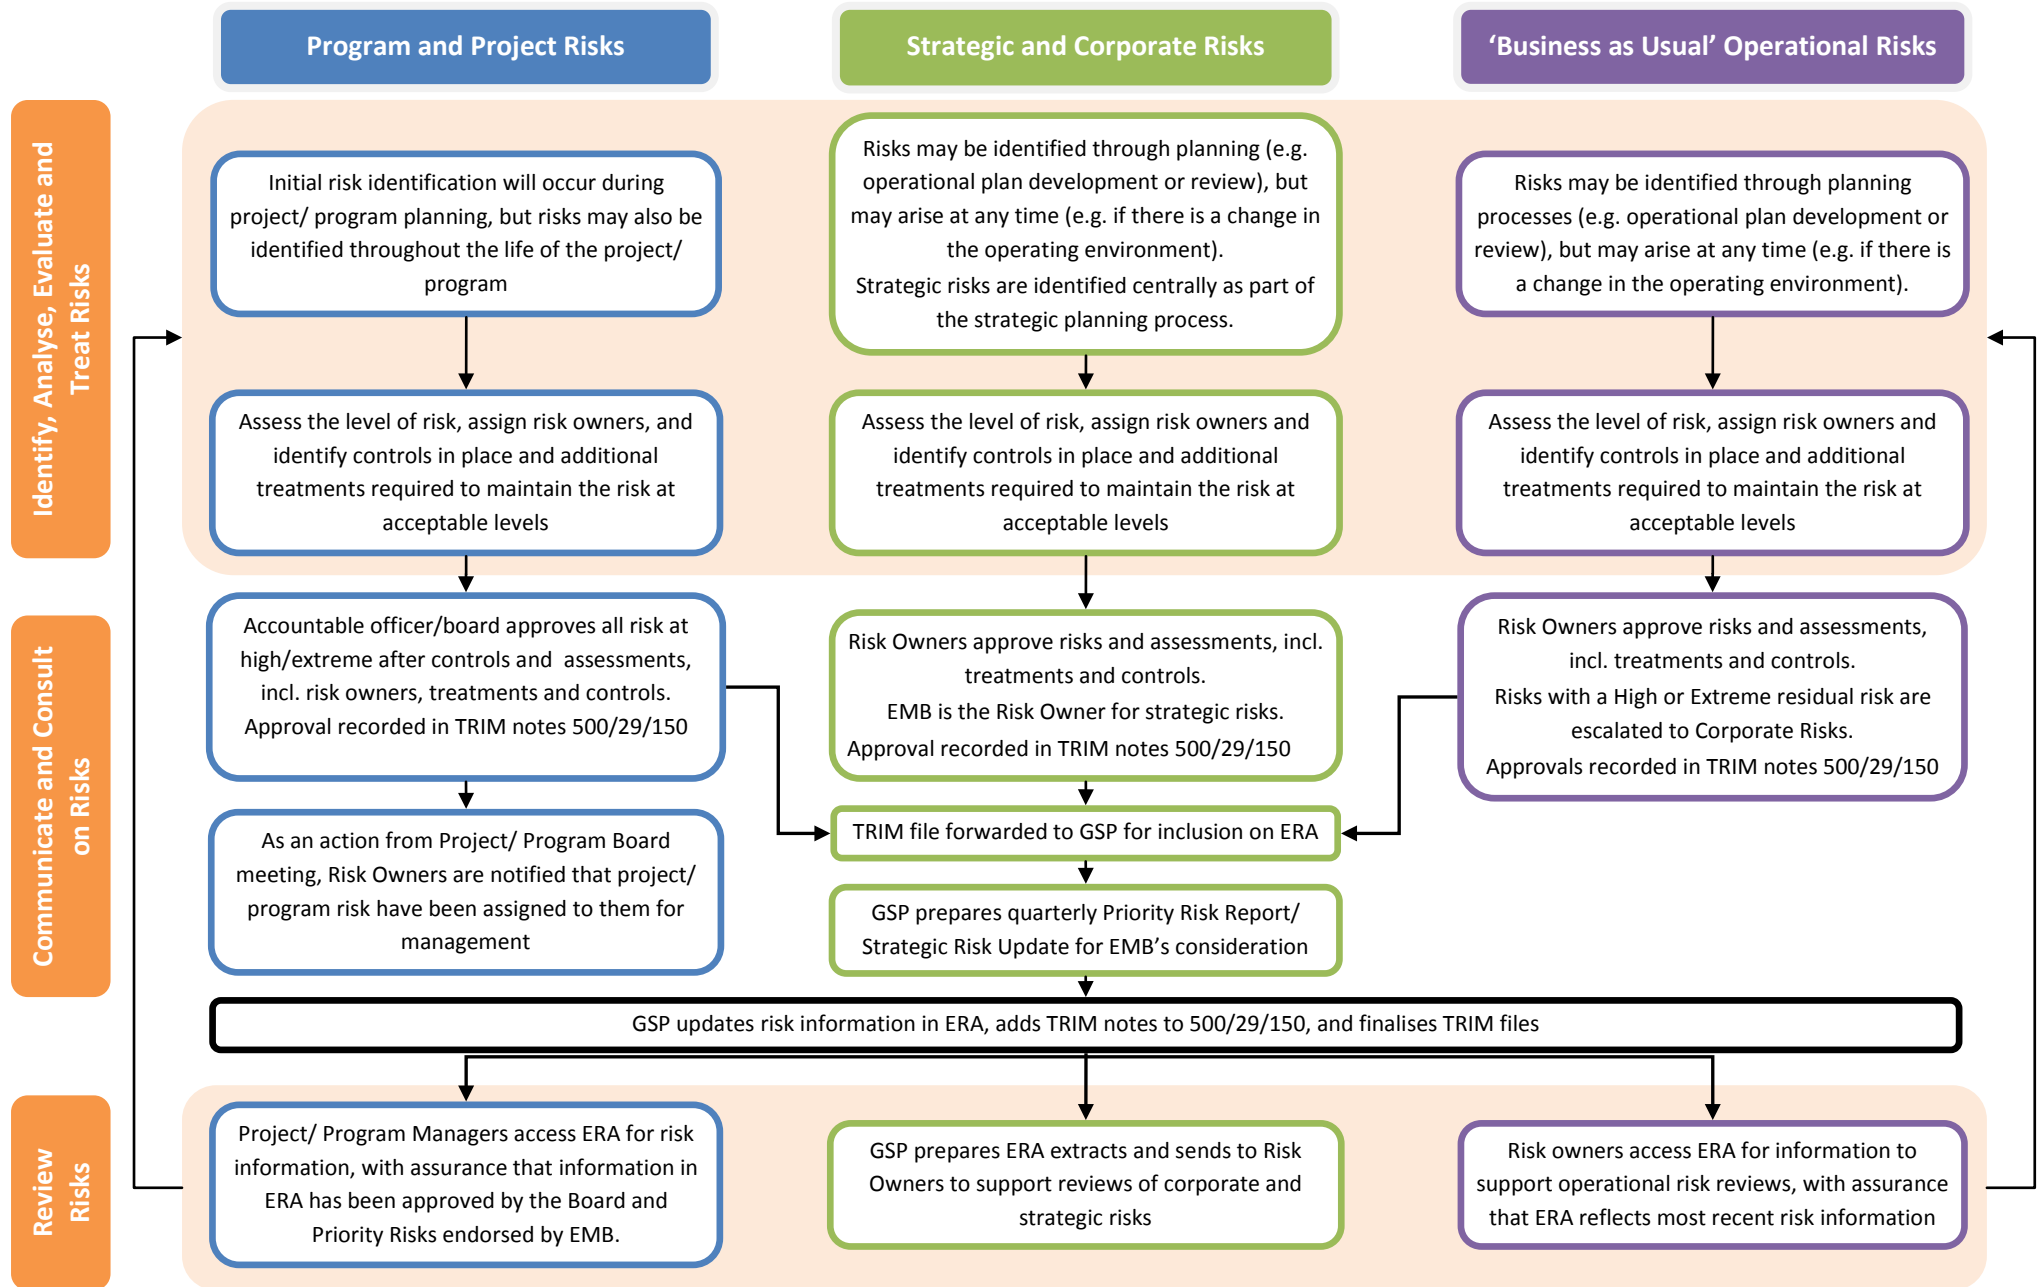 Program and Project Risks
Strategic and Corporate Risks
‘Business as Usual’ Operational Risks
Identify, Analyse, Evaluate and
Treat Risks
Initial risk identification will occur during
project/ program planning, but risks may also be
identified throughout the life of the project/
program
Risks may be identified through planning (e.g.
operational plan development or review), but
may arise at any time (e.g. if there is a change in
the operating environment).
Strategic risks are identified centrally as part of
the strategic planning process.
Risks may be identified through planning
processes (e.g. operational plan development or
review), but may arise at any time (e.g. if there is
a change in the operating environment).
Assess the level of risk, assign risk owners, and
identify controls in place and additional
treatments required to maintain the risk at
acceptable levels
Assess the level of risk, assign risk owners and
identify controls in place and additional
treatments required to maintain the risk at
acceptable levels
Assess the level of risk, assign risk owners and
identify controls in place and additional
treatments required to maintain the risk at
acceptable levels
Communicate and Consult
on Risks
Accountable officer/board approves all risk at
high/extreme after controls and assessments,
incl. risk owners, treatments and controls.
Approval recorded in TRIM notes 500/29/150
Risk Owners approve risks and assessments, incl.
treatments and controls.
EMB is the Risk Owner for strategic risks.
Approval recorded in TRIM notes 500/29/150
Risk Owners approve risks and assessments,
incl. treatments and controls.
Risks with a High or Extreme residual risk are
escalated to Corporate Risks.
Approvals recorded in TRIM notes 500/29/150
As an action from Project/ Program Board
meeting, Risk Owners are notified that project/
program risk have been assigned to them for
management
TRIM file forwarded to GSP for inclusion on ERA
GSP prepares quarterly Priority Risk Report/
Strategic Risk Update for EMB’s consideration
GSP updates risk information in ERA, adds TRIM notes to 500/29/150, and finalises TRIM files
Review
Risks
Project/ Program Managers access ERA for risk
information, with assurance that information in
ERA has been approved by the Board and
Priority Risks endorsed by EMB.
GSP prepares ERA extracts and sends to Risk
Owners to support reviews of corporate and
strategic risks
Risk owners access ERA for information to
support operational risk reviews, with assurance
that ERA reflects most recent risk information